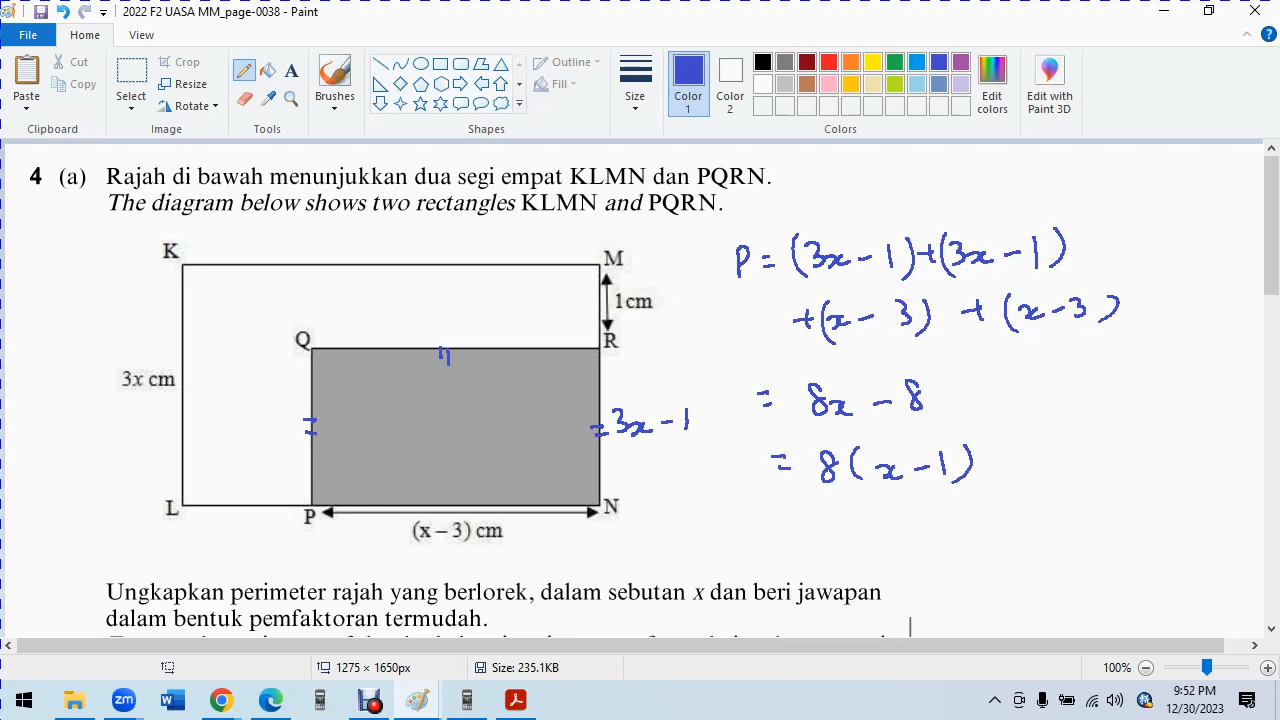 2022 F2 UASA MM_page-0038 - Paint
File Home View
Paste Cut Copy Clipboard
Select Crop Resize Rotate Image
Tools
Brushes
Shapes Outline Fill
Size
Color 1 Color 2 Edit colors Colors
Edit with Paint 3D
4 (a) Rajah di bawah menunjukkan dua segi empat KLMN dan PQRN.
The diagram below shows two rectangles KLMN and PQRN.
K M
1cm
Q R
3x cm
3x - 1
L P N
(x – 3) cm
P = (3x - 1) + (3x - 1)
+ (x - 3) + (x - 3)
= 8x - 8
= 8(x - 1)
Ungkapkan perimeter rajah yang berlorek, dalam sebutan x dan beri jawapan
dalam bentuk pemfaktoran termudah.
1275 × 1650px Size: 235.1KB 100%
9:52 PM
12/30/2023